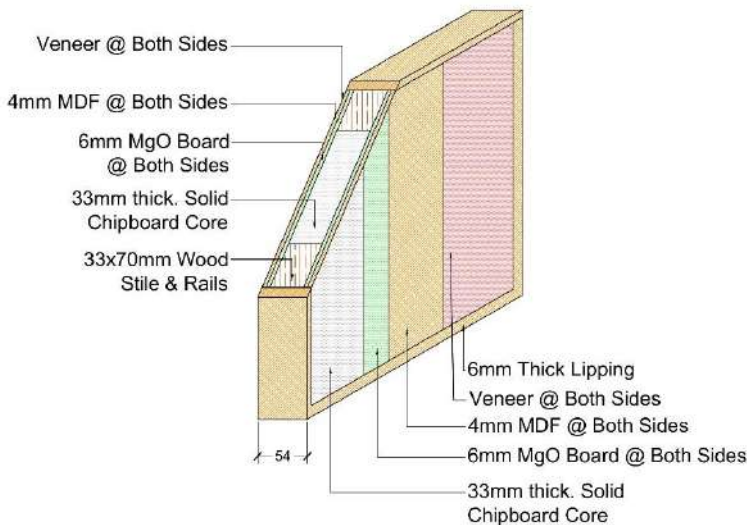 Veneer @ Both Sides
4mm MDF @ Both Sides
6mm MgO Board
@ Both Sides
33mm thick. Solid
Chipboard Core
33x70mm Wood
Stile & Rails
54
6mm Thick Lipping
Veneer @ Both Sides
4mm MDF @ Both Sides
6mm MgO Board @ Both Sides
33mm thick. Solid
Chipboard Core